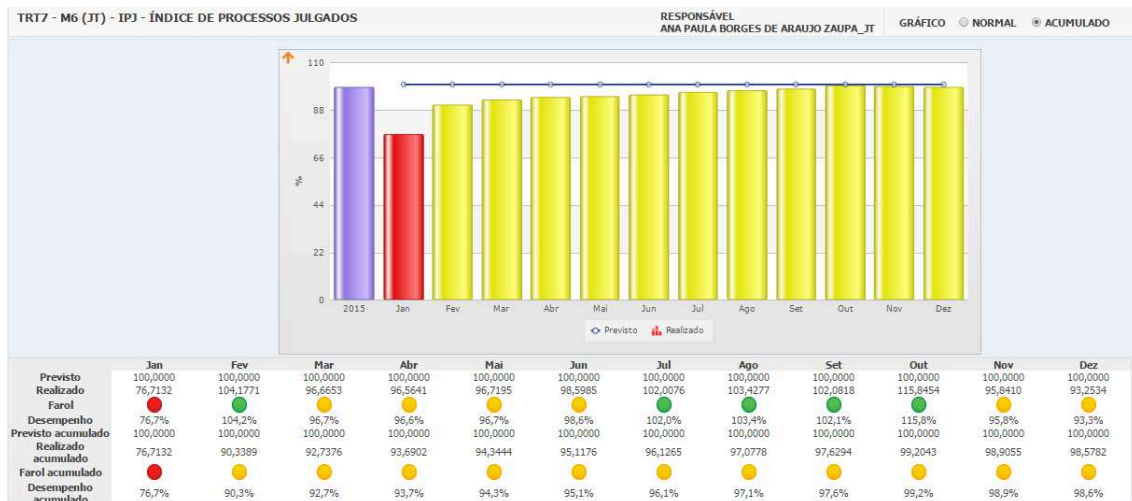 TRT7 - M6 (JT) - IPJ - ÍNDICE DE PROCESSOS JULGADOS
RESPONSÁVEL
ANA PAULA BORGES DE ARAUJO ZAUPA_JT
GRÁFICO NORMAL ACUMULADO
110
88
66
%
44
22
0
2015 Jan Fev Mar Abr Mai Jun Jul Ago Set Out Nov Dez
Previsto Realizado
Jan Fev Mar Abr Mai Jun Jul Ago Set Out Nov Dez
Previsto 100,0000 100,0000 100,0000 100,0000 100,0000 100,0000 100,0000 100,0000 100,0000 100,0000 100,0000 100,0000
Realizado 76,7132 104,1771 96,6653 96,5641 96,7195 98,5985 102,0076 103,4277 102,0818 115,8454 95,8410 93,2534
Farol
Desempenho 76,7% 104,2% 96,7% 96,6% 96,7% 98,6% 102,0% 103,4% 102,1% 115,8% 95,8% 93,3%
Previsto acumulado 100,0000 100,0000 100,0000 100,0000 100,0000 100,0000 100,0000 100,0000 100,0000 100,0000 100,0000 100,0000
Realizado
acumulado 76,7132 90,3389 92,7376 93,6902 94,3444 95,1176 96,1265 97,0778 97,6294 99,2043 98,9055 98,5782
Farol acumulado
Desempenho
acumulado 76,7% 90,3% 92,7% 93,7% 94,3% 95,1% 96,1% 97,1% 97,6% 99,2% 98,9% 98,6%